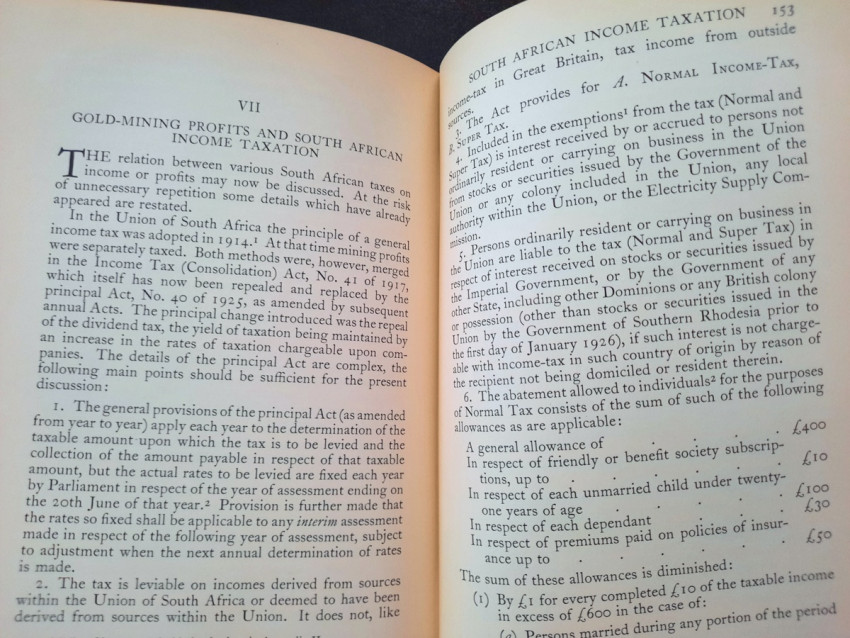 VII
GOLD-MINING PROFITS AND SOUTH AFRICAN
INCOME TAXATION
THE relation between various South African taxes on
income or profits may now be discussed. At the risk
of unnecessary repetition some details which have already
appeared are restated.
In the Union of South Africa the principle of a general
income tax was adopted in 1914.¹ At that time mining profits
were separately taxed. Both methods were, however, merged
in the Income Tax (Consolidation) Act, No. 41 of 1917,
which itself has now been repealed and replaced by the
principal Act, No. 40 of 1925, as amended by subsequent
annual Acts. The principal change introduced was the repeal
of the dividend tax, the yield of taxation being maintained by
an increase in the rates of taxation chargeable upon com-
panies. The details of the principal Act are complex, the
following main points should be sufficient for the present
discussion:
1. The general provisions of the principal Act (as amended
from year to year) apply each year to the determination of the
taxable amount upon which the tax is to be levied and the
collection of the amount payable in respect of that taxable
amount, but the actual rates to be levied are fixed each year
by Parliament in respect of the year of assessment ending on
the 20th June of that year.² Provision is further made that
the rates so fixed shall be applicable to any interim assessment
made in respect of the following year of assessment, subject
to adjustment when the next annual determination of rates
is made.
2. The tax is leviable on incomes derived from sources
within the Union of South Africa or deemed to have been
derived from sources within the Union. It does not, like
SOUTH AFRICAN INCOME TAXATION 153
income-tax in Great Britain, tax income from outside
sources.
3. The Act provides for A. NORMAL INCOME-TAX,
B. SUPER TAX.
4. Included in the exemptions¹ from the tax (Normal and
Super Tax) is interest received by or accrued to persons not
ordinarily resident or carrying on business in the Union
from stocks or securities issued by the Government of the
Union or any colony included in the Union, any local
authority within the Union, or the Electricity Supply Com-
mission.
5. Persons ordinarily resident or carrying on business in
the Union are liable to the tax (Normal and Super Tax) in
respect of interest received on stocks or securities issued by
the Imperial Government, or by the Government of any
other State, including other Dominions or any British colony
or possession (other than stocks or securities issued in the
Union by the Government of Southern Rhodesia prior to
the first day of January 1926), if such interest is not charge-
able with income-tax in such country of origin by reason of
the recipient not being domiciled or resident therein.
6. The abatement allowed to individuals² for the purposes
of Normal Tax consists of the sum of such of the following
allowances as are applicable:
A general allowance of . . . . £400
In respect of friendly or benefit society subscrip-
tions, up to . . . . . . £10
In respect of each unmarried child under twenty-
one years of age . . . . . £100
In respect of each dependant . . . . £30
In respect of premiums paid on policies of insur-
ance up to . . . . . . £50
The sum of these allowances is diminished:
(1) By £1 for every completed £10 of the taxable income
in excess of £600 in the case of:
(a) Persons married during any portion of the period